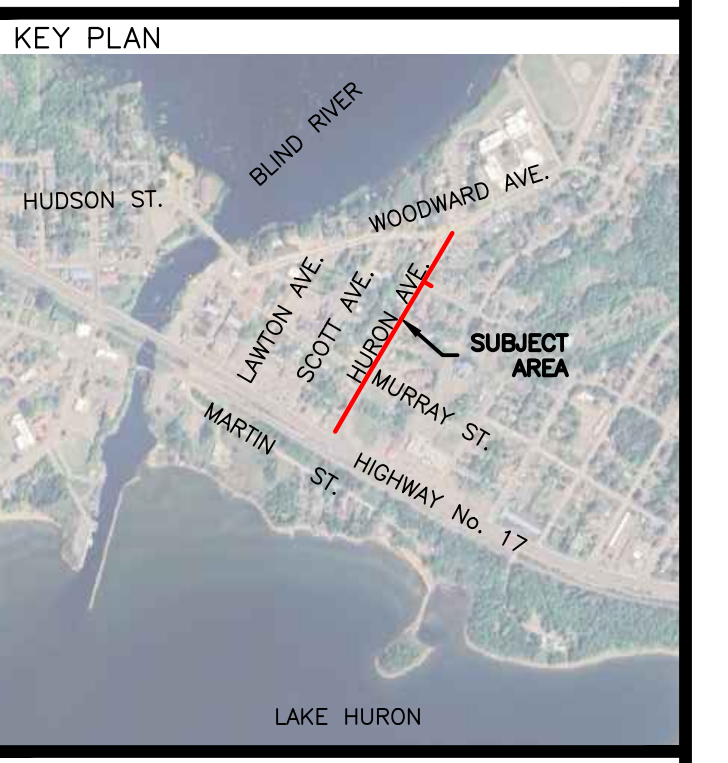 KEY PLAN
BLIND RIVER
HUDSON ST.
WOODWARD AVE.
LAWTON AVE.
SCOTT AVE.
HURON AVE.
SUBJECT
AREA
MURRAY ST.
MARTIN ST.
HIGHWAY No. 17
LAKE HURON